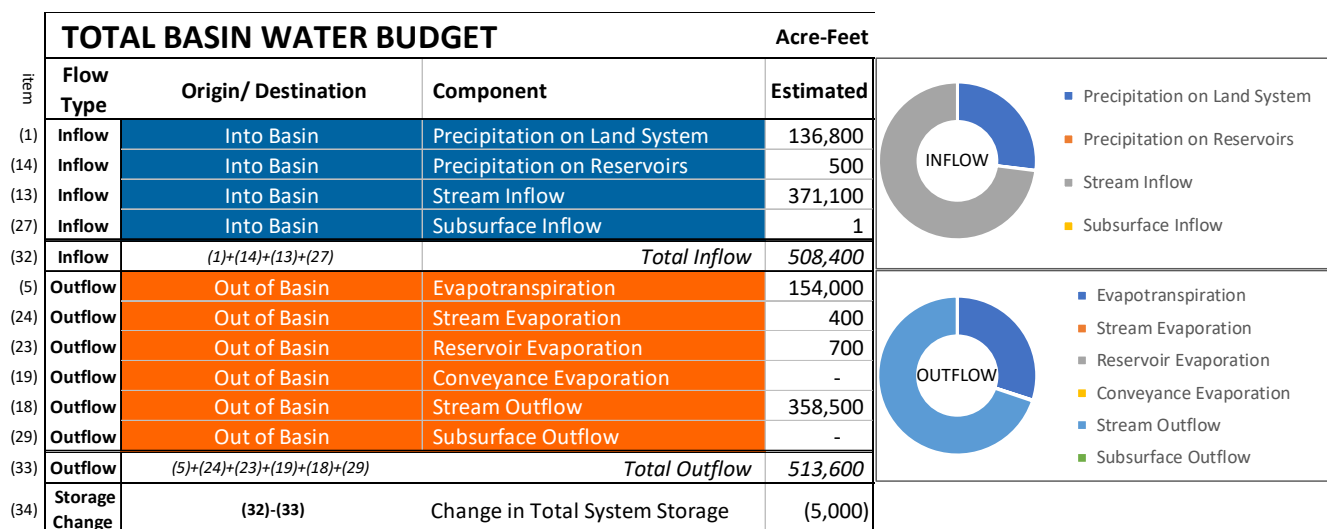 TOTAL BASIN WATER BUDGET Acre-Feet
item Flow Type Origin/ Destination Component Estimated
(1) Inflow Into Basin Precipitation on Land System 136,800
(14) Inflow Into Basin Precipitation on Reservoirs 500
(13) Inflow Into Basin Stream Inflow 371,100
(27) Inflow Into Basin Subsurface Inflow 1
(32) Inflow (1)+(14)+(13)+(27) Total Inflow 508,400
(5) Outflow Out of Basin Evapotranspiration 154,000
(24) Outflow Out of Basin Stream Evaporation 400
(23) Outflow Out of Basin Reservoir Evaporation 700
(19) Outflow Out of Basin Conveyance Evaporation -
(18) Outflow Out of Basin Stream Outflow 358,500
(29) Outflow Out of Basin Subsurface Outflow -
(33) Outflow (5)+(24)+(23)+(19)+(18)+(29) Total Outflow 513,600
(34) Storage Change (32)-(33) Change in Total System Storage (5,000)
INFLOW
Precipitation on Land System
Precipitation on Reservoirs
Stream Inflow
Subsurface Inflow
OUTFLOW
Evapotranspiration
Stream Evaporation
Reservoir Evaporation
Conveyance Evaporation
Stream Outflow
Subsurface Outflow